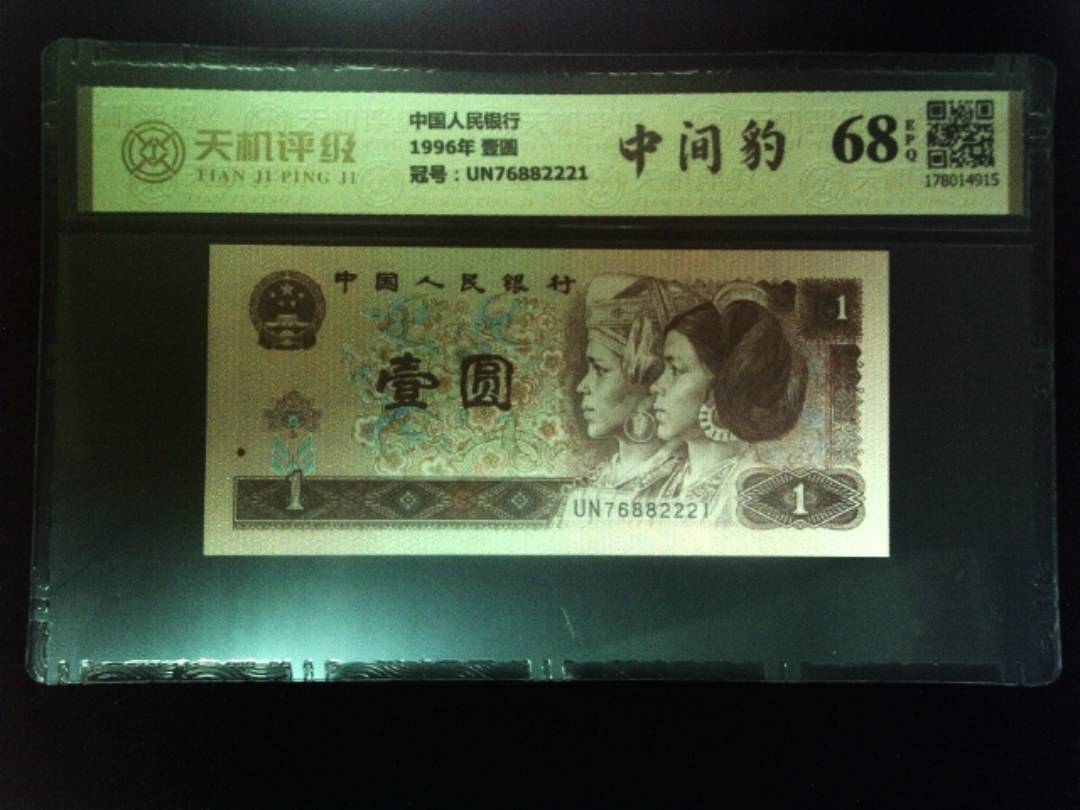 天机评级
TIAN JI PING JI
中国人民银行
1996年 壹圆
冠号：UN76882221
中间豹
68
EPQ
178014915
中国人民银行
1
壹圆
1
1
UN76882221